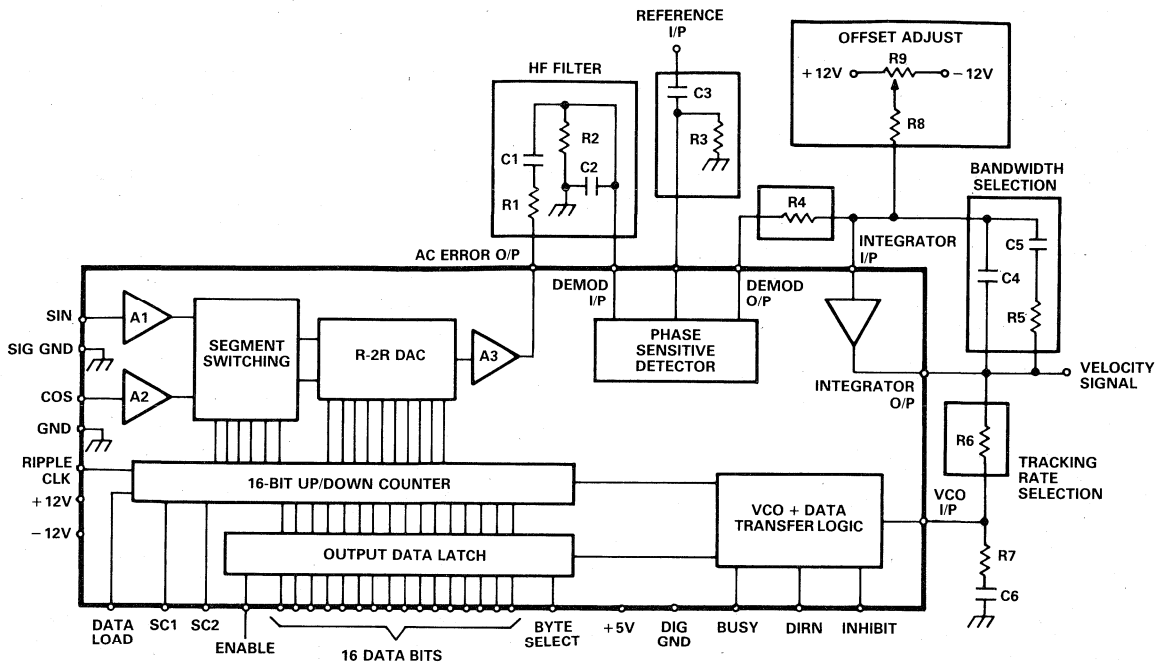 REFERENCE
I/P
OFFSET ADJUST
R9
+12V
-12V
R8
HF FILTER
C3
R3
R2
C1
C2
R1
BANDWIDTH
SELECTION
R4
C5
C4
R5
INTEGRATOR
I/P
AC ERROR O/P
DEMOD
I/P
DEMOD
O/P
SIN
A1
SIG GND
SEGMENT
SWITCHING
R-2R DAC
A3
PHASE
SENSITIVE
DETECTOR
COS
A2
INTEGRATOR
O/P
VELOCITY
SIGNAL
GND
R6
TRACKING
RATE
SELECTION
RIPPLE
CLK
16-BIT UP/DOWN COUNTER
+12V
VCO + DATA
TRANSFER LOGIC
VCO
I/P
-12V
OUTPUT DATA LATCH
R7
C6
DATA
LOAD
SC1
SC2
ENABLE
16 DATA BITS
BYTE
SELECT
+5V
DIG
GND
BUSY
DIRN
INHIBIT